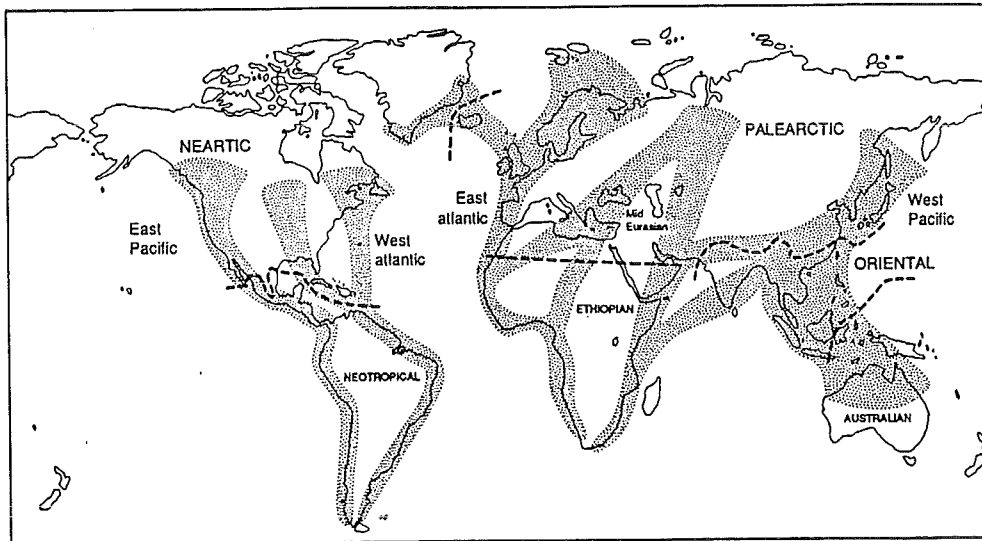 NEARTIC
PALEARCTIC
East
atlantic
Mid
Eurasian
West
Pacific
East
Pacific
West
atlantic
ORIENTAL
ETHIOPIAN
NEOTROPICAL
AUSTRALIAN